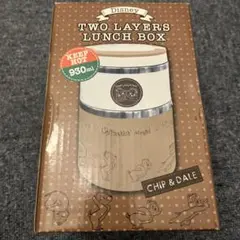 Disney
TWO LAYERS
LUNCH BOX
KEEP
HOT
930ml
CHIP & DALE